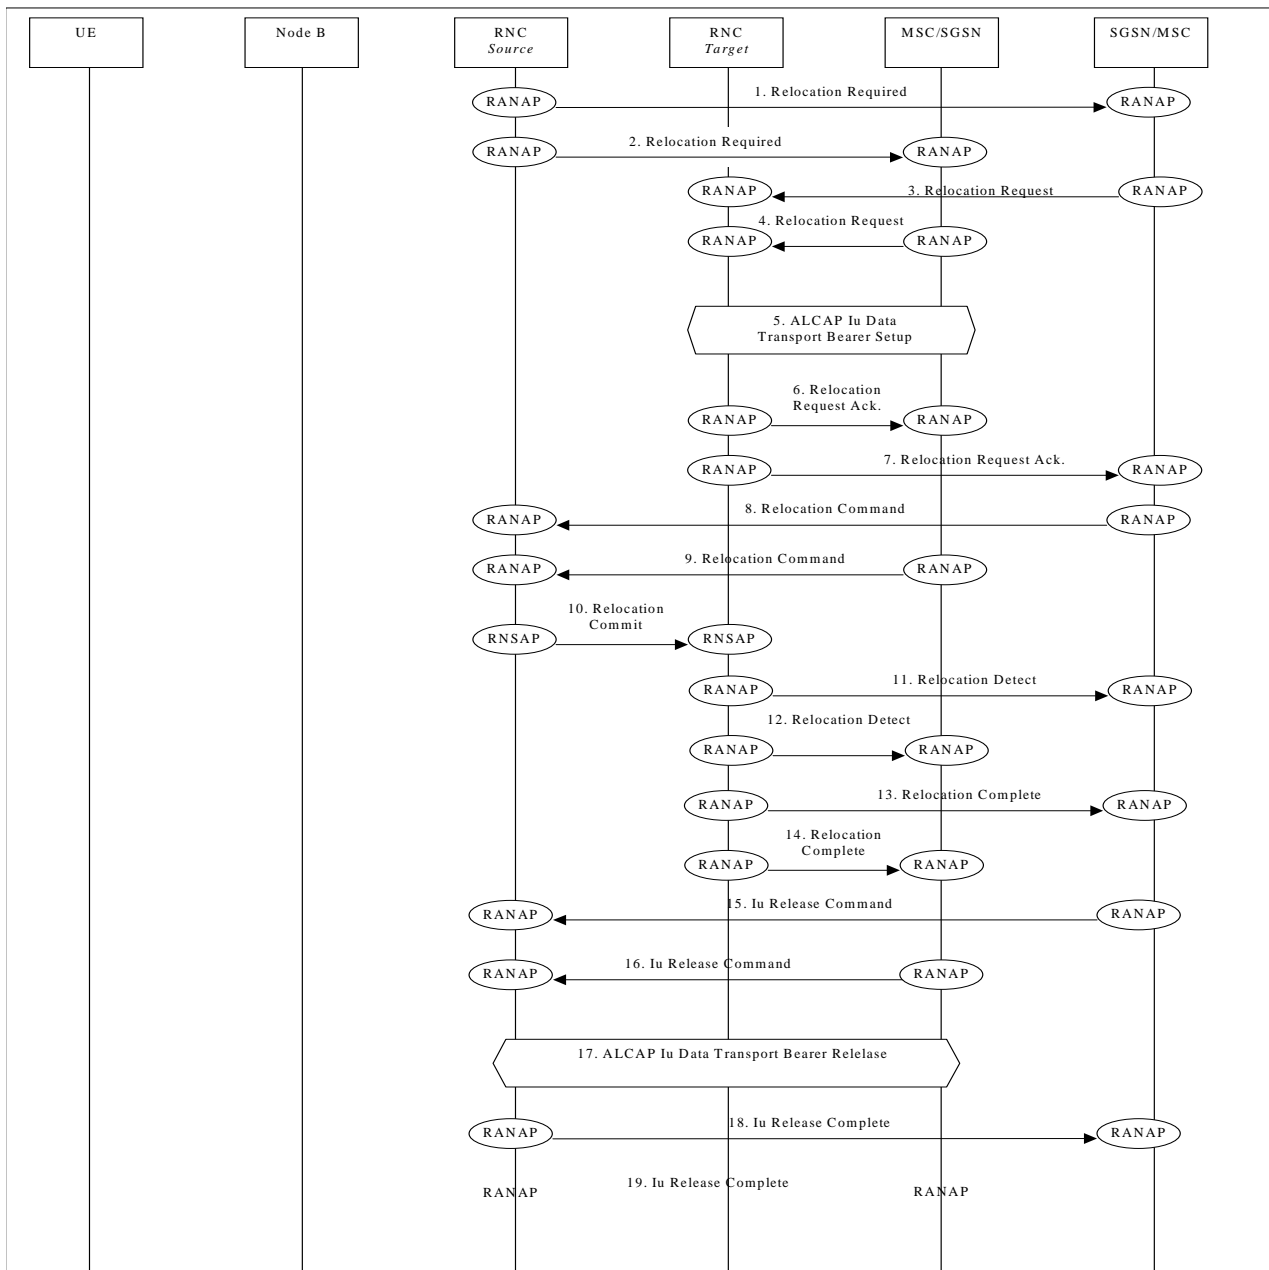 UE
Node B
RNC
Source
RNC
Target
MSC/SGSN
SGSN/MSC
1. Relocation Required
RANAP
RANAP
2. Relocation Required
RANAP
RANAP
3. Relocation Request
RANAP
RANAP
4. Relocation Request
RANAP
RANAP
5. ALCAP Iu Data
Transport Bearer Setup
6. Relocation
Request Ack.
RANAP
RANAP
7. Relocation Request Ack.
RANAP
RANAP
8. Relocation Command
RANAP
RANAP
9. Relocation Command
RANAP
RANAP
10. Relocation
Commit
RNSAP
RNSAP
11. Relocation Detect
RANAP
RANAP
12. Relocation Detect
RANAP
RANAP
13. Relocation Complete
RANAP
RANAP
14. Relocation
Complete
RANAP
RANAP
15. Iu Release Command
RANAP
RANAP
16. Iu Release Command
RANAP
RANAP
17. ALCAP Iu Data Transport Bearer Relelase
18. Iu Release Complete
RANAP
RANAP
19. Iu Release Complete
RANAP
RANAP